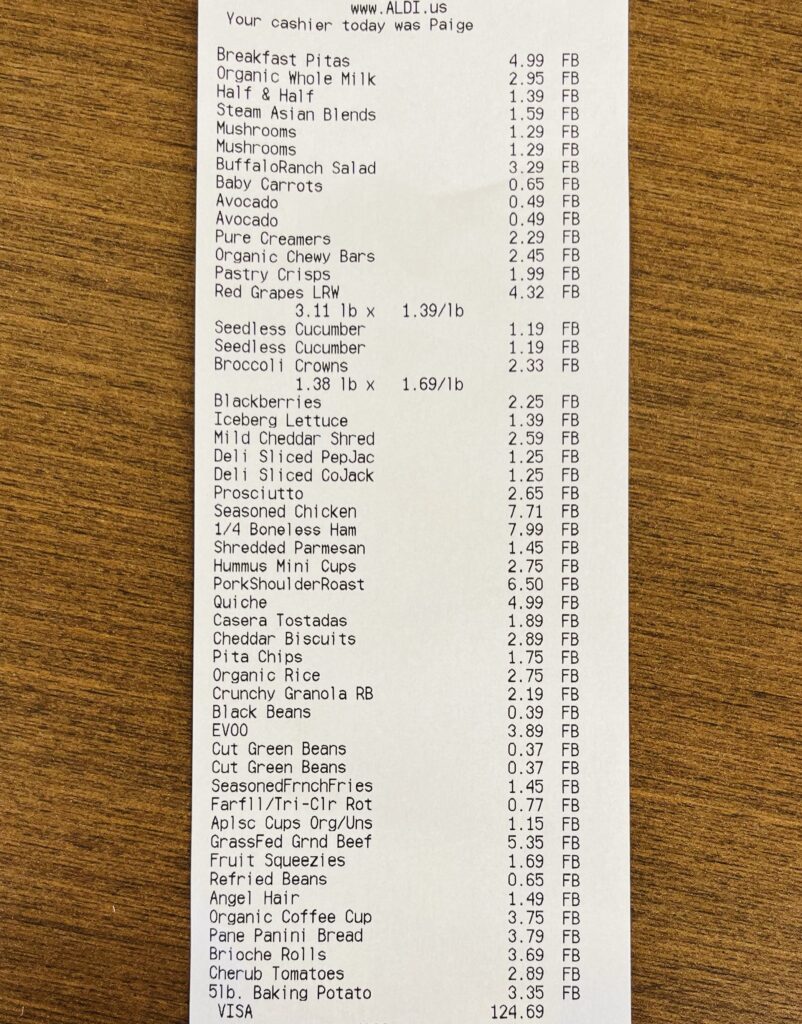 www.ALDI.us
Your cashier today was Paige
Breakfast Pitas 4.99 FB
Organic Whole Milk 2.95 FB
Half & Half 1.39 FB
Steam Asian Blends 1.59 FB
Mushrooms 1.29 FB
Mushrooms 1.29 FB
BuffaloRanch Salad 3.29 FB
Baby Carrots 0.65 FB
Avocado 0.49 FB
Avocado 0.49 FB
Pure Creamers 2.29 FB
Organic Chewy Bars 2.45 FB
Pastry Crisps 1.99 FB
Red Grapes LRW 4.32 FB
3.11 lb x 1.39/lb
Seedless Cucumber 1.19 FB
Seedless Cucumber 1.19 FB
Broccoli Crowns 2.33 FB
1.38 lb x 1.69/lb
Blackberries 2.25 FB
Iceberg Lettuce 1.39 FB
Mild Cheddar Shred 2.59 FB
Deli Sliced PepJac 1.25 FB
Deli Sliced CoJack 1.25 FB
Prosciutto 2.65 FB
Seasoned Chicken 7.71 FB
1/4 Boneless Ham 7.99 FB
Shredded Parmesan 1.45 FB
Hummus Mini Cups 2.75 FB
PorkShoulderRoast 6.50 FB
Quiche 4.99 FB
Casera Tostadas 1.89 FB
Cheddar Biscuits 2.89 FB
Pita Chips 1.75 FB
Organic Rice 2.75 FB
Crunchy Granola RB 2.19 FB
Black Beans 0.39 FB
EVOO 3.89 FB
Cut Green Beans 0.37 FB
Cut Green Beans 0.37 FB
SeasonedFrnchFries 1.45 FB
Farfll/Tri-Clr Rot 0.77 FB
Aplsc Cups Org/Uns 1.15 FB
GrassFed Grnd Beef 5.35 FB
Fruit Squeezies 1.69 FB
Refried Beans 0.65 FB
Angel Hair 1.49 FB
Organic Coffee Cup 3.75 FB
Pane Panini Bread 3.79 FB
Brioche Rolls 3.69 FB
Cherub Tomatoes 2.89 FB
5lb. Baking Potato 3.35 FB
VISA 124.69